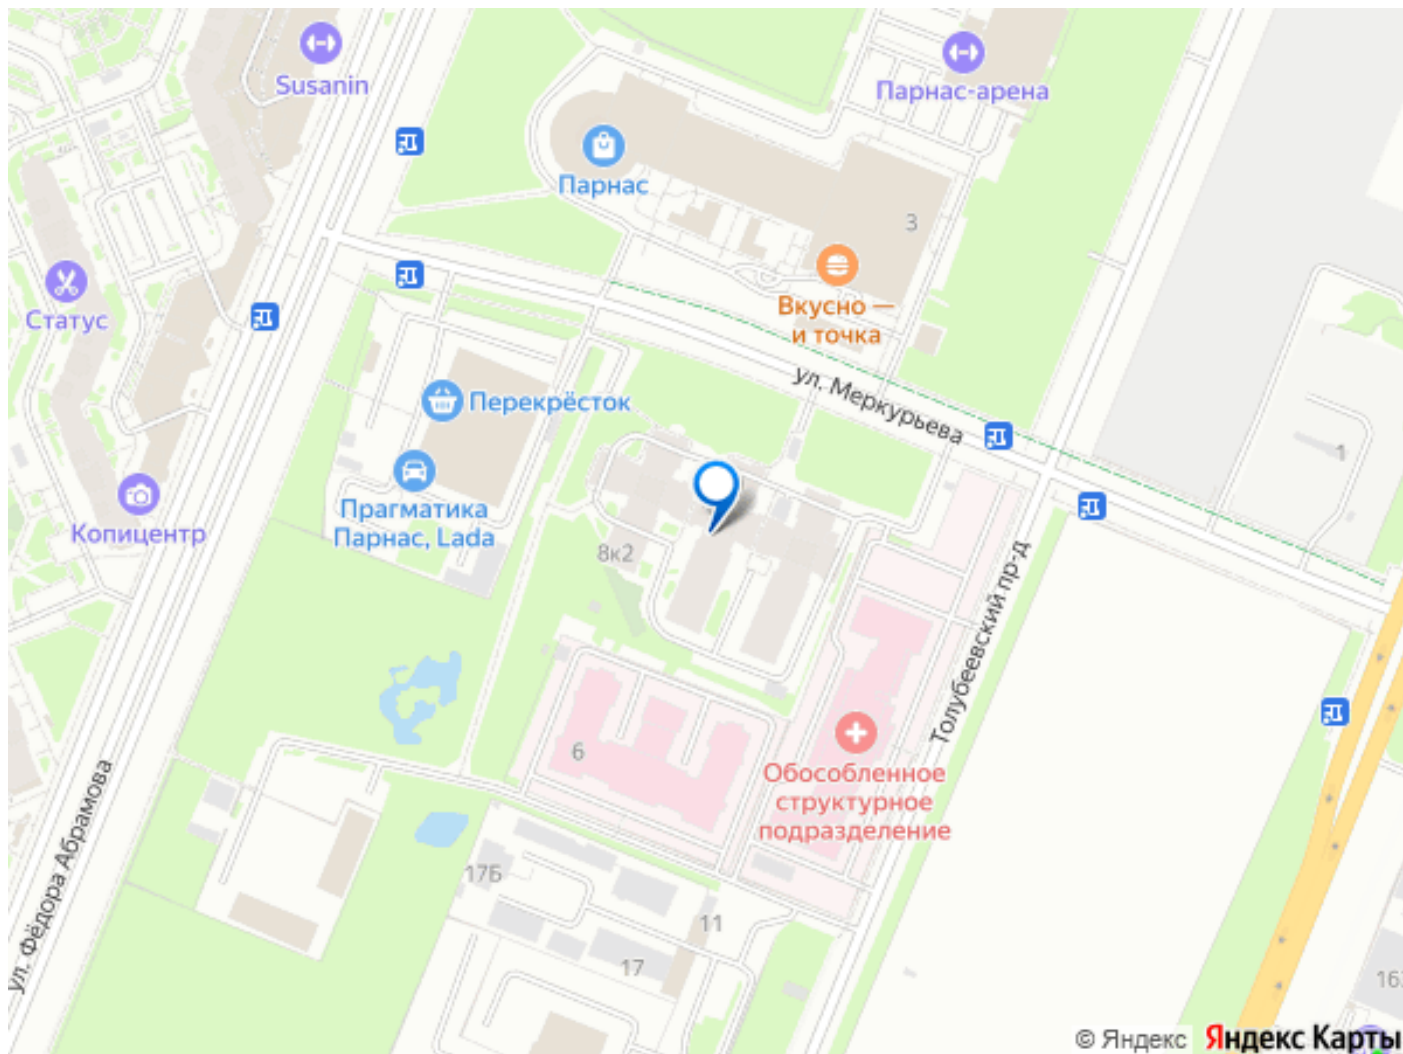 Susanin
Парнас-арена
Парнас
3
Вкусно —
и точка
Статус
ул. Меркурьева
Перекрёсток
1
Прагматика
Парнас, Lada
Копицентр
8к2
Толубеевский пр-д
6
Обособленное
структурное
подразделение
ул. Фёдора Абрамова
17Б
11
17
© Яндекс Яндекс Карты